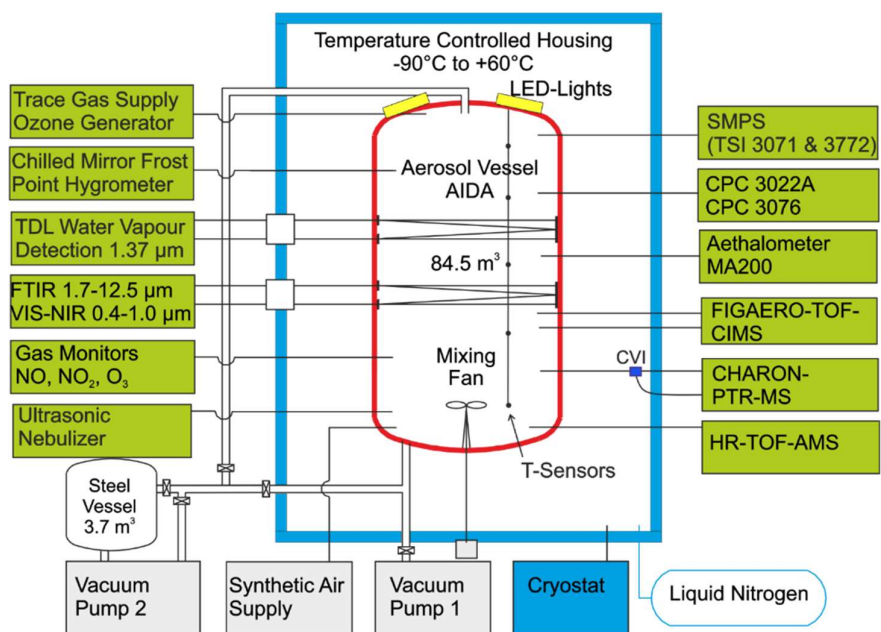 Temperature Controlled Housing
-90°C to +60°C
LED-Lights
Trace Gas Supply
Ozone Generator
Chilled Mirror Frost
Point Hygrometer
TDL Water Vapour
Detection 1.37 µm
FTIR 1.7-12.5 µm
VIS-NIR 0.4-1.0 µm
Gas Monitors
NO, NO₂, O₃
Ultrasonic
Nebulizer
Aerosol Vessel
AIDA
84.5 m³
Mixing
Fan
T-Sensors
SMPS
(TSI 3071 & 3772)
CPC 3022A
CPC 3076
Aethalometer
MA200
FIGAERO-TOF-
CIMS
CVI
CHARON-
PTR-MS
HR-TOF-AMS
Steel
Vessel
3.7 m³
Vacuum
Pump 2
Synthetic Air
Supply
Vacuum
Pump 1
Cryostat
Liquid Nitrogen